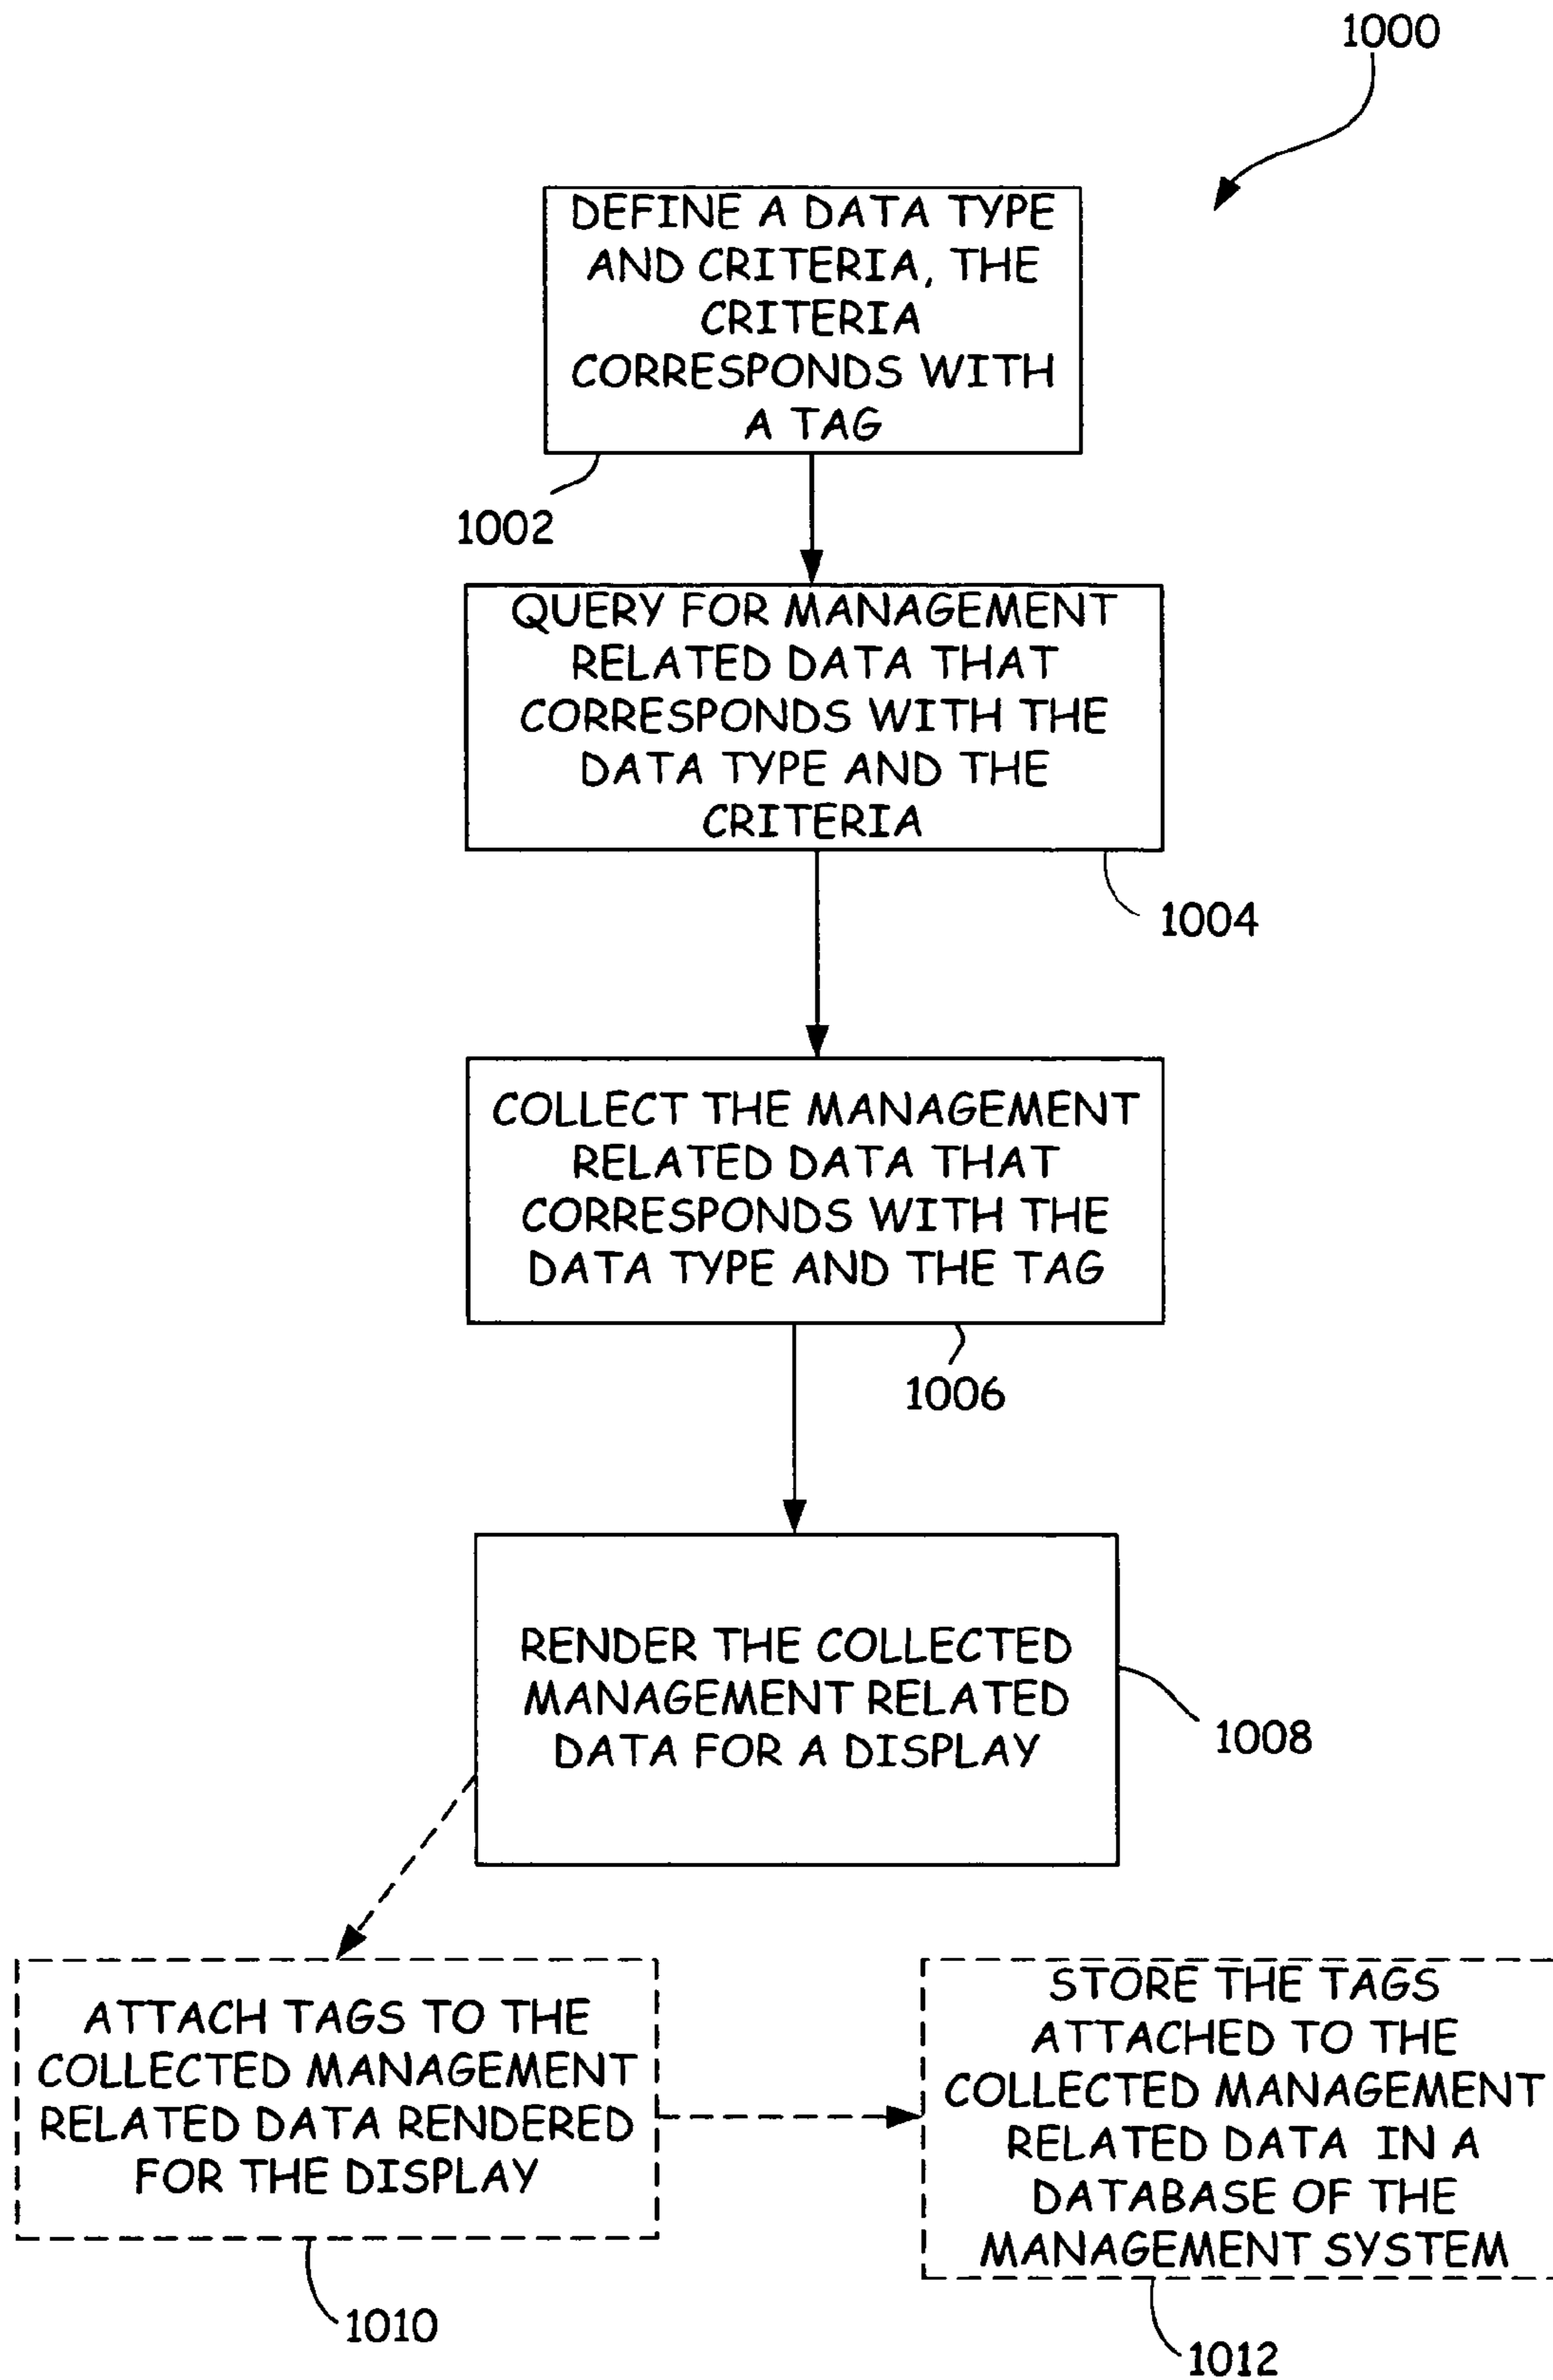 1000
DEFINE A DATA TYPE
AND CRITERIA, THE
CRITERIA
CORRESPONDS WITH
A TAG
1002
QUERY FOR MANAGEMENT
RELATED DATA THAT
CORRESPONDS WITH THE
DATA TYPE AND THE
CRITERIA
1004
COLLECT THE MANAGEMENT
RELATED DATA THAT
CORRESPONDS WITH THE
DATA TYPE AND THE TAG
1006
RENDER THE COLLECTED
MANAGEMENT RELATED
DATA FOR A DISPLAY
1008
ATTACH TAGS TO THE
COLLECTED MANAGEMENT
RELATED DATA RENDERED
FOR THE DISPLAY
1010
STORE THE TAGS
ATTACHED TO THE
COLLECTED MANAGEMENT
RELATED DATA IN A
DATABASE OF THE
MANAGEMENT SYSTEM
1012